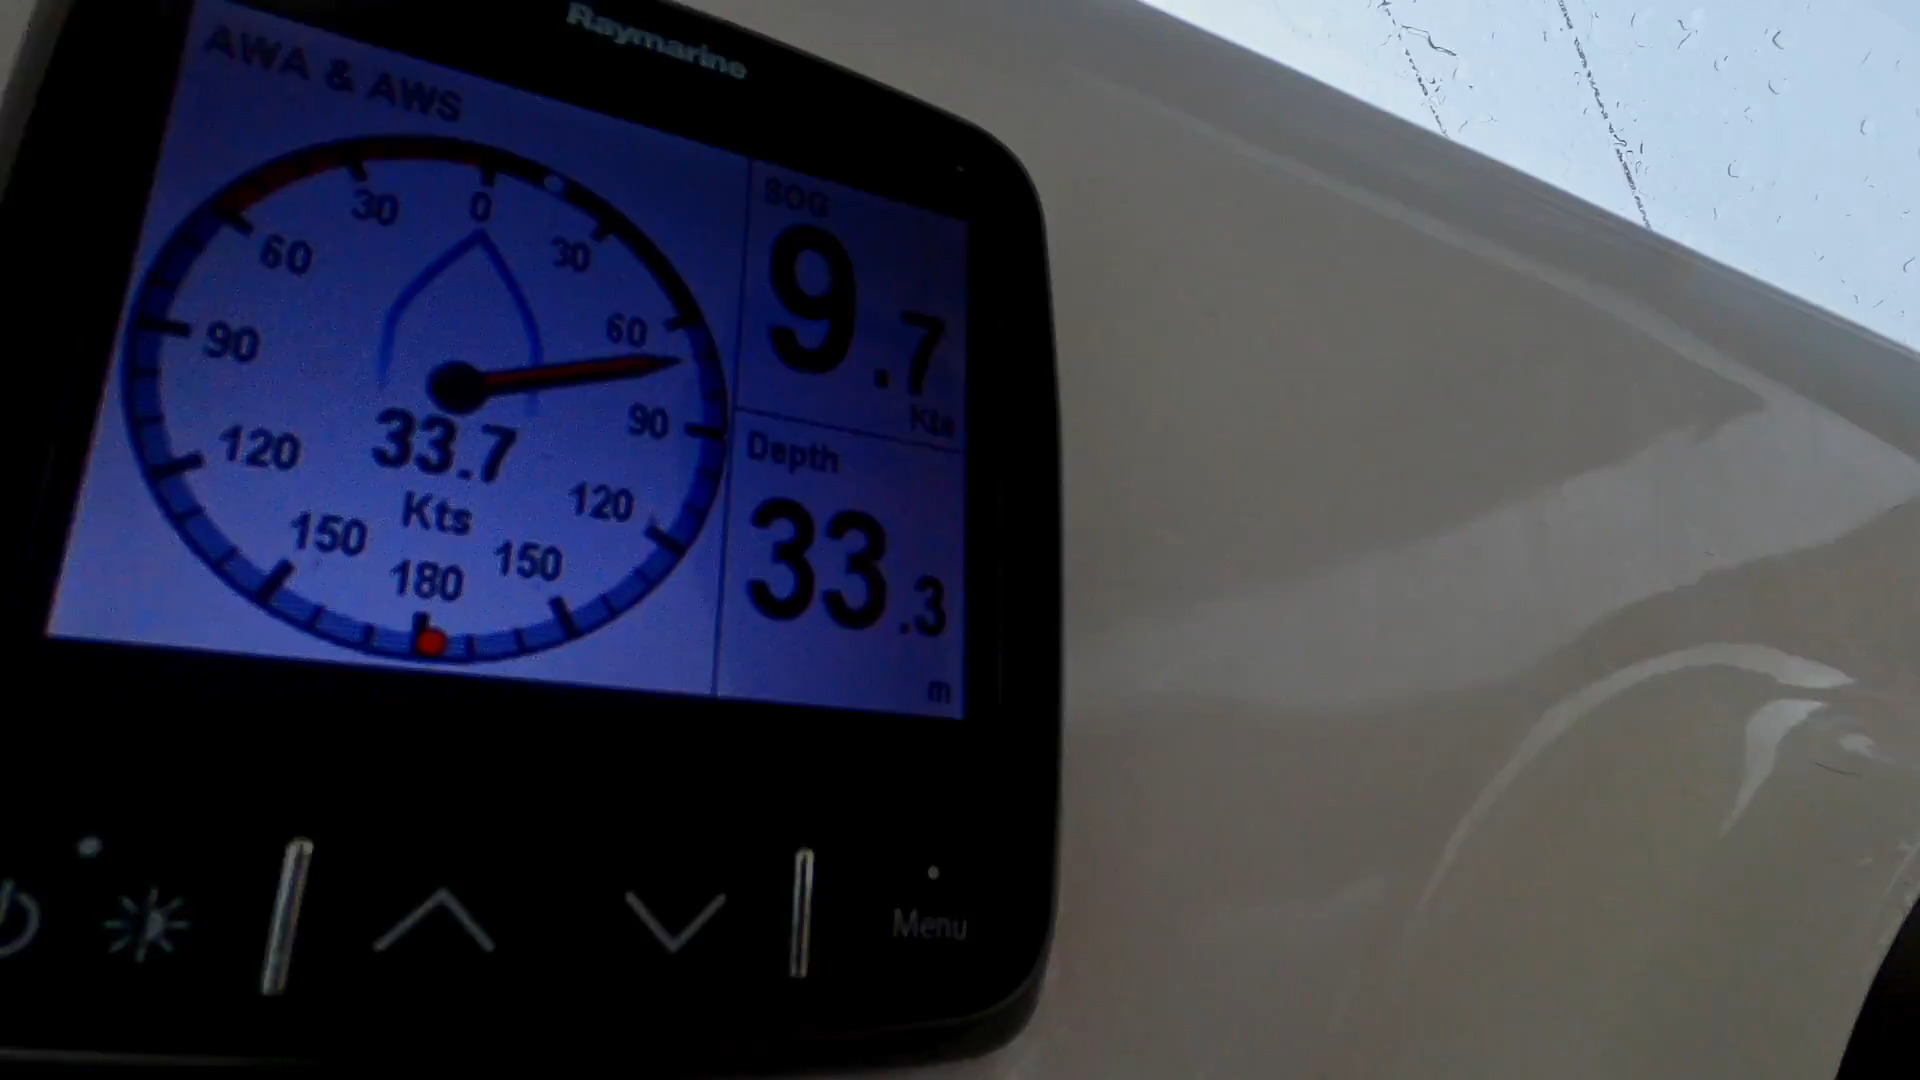 Raymarine
AWA & AWS
0
30
30
60
60
90
90
120
120
150
150
180
33.7
Kts
SOG
9.7
Kts
Depth
33.3
m
Menu